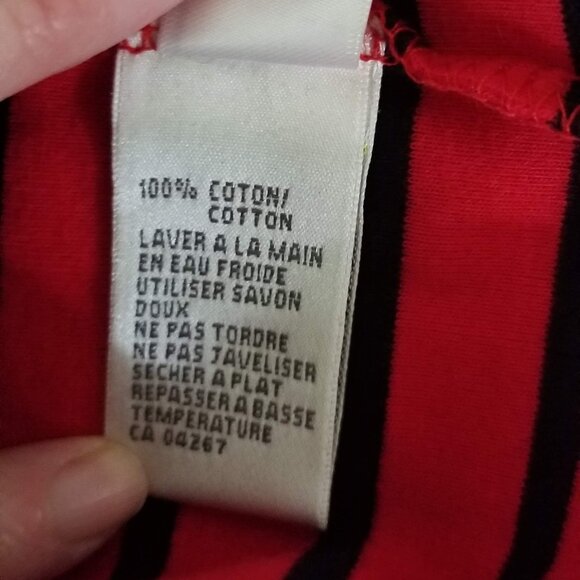 100% COTON/
COTTON
LAVER A LA MAIN
EN EAU FROIDE
UTILISER SAVON
DOUX
NE PAS TORDRE
NE PAS JAVELISER
SECHER A PLAT
REPASSER A BASSE
TEMPERATURE
CA 04267